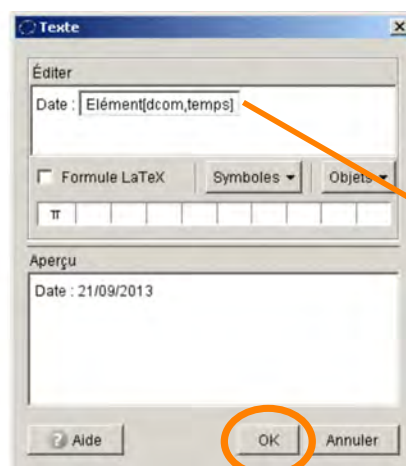 Texte
Éditer
Date : Elément[dcom,temps]
Formule LaTeX Symboles Objets
π
Aperçu
Date : 21/09/2013
Aide OK Annuler